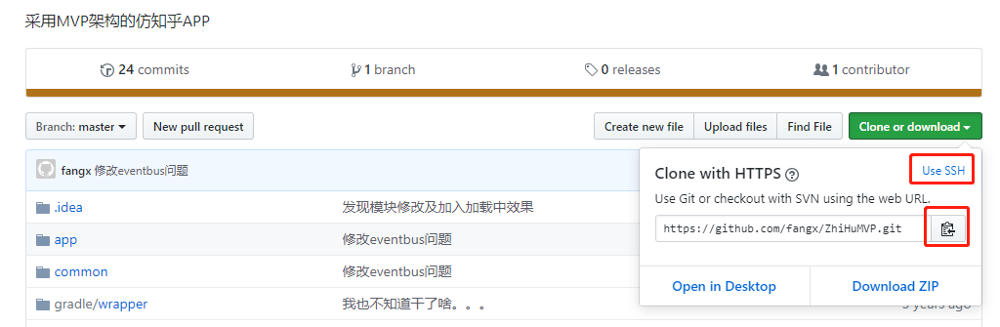 采用MVP架构的仿知乎APP
24 commits
1 branch
0 releases
1 contributor
Branch: master
New pull request
Create new file
Upload files
Find File
Clone or download
fangx 修改eventbus问题
Clone with HTTPS
Use SSH
Use Git or checkout with SVN using the web URL.
https://github.com/fangx/ZhiHuMVP.git
Open in Desktop
Download ZIP
.idea
发现模块修改及加入加载中效果
app
修改eventbus问题
common
修改eventbus问题
gradle/wrapper
我也不知道干了啥。。。